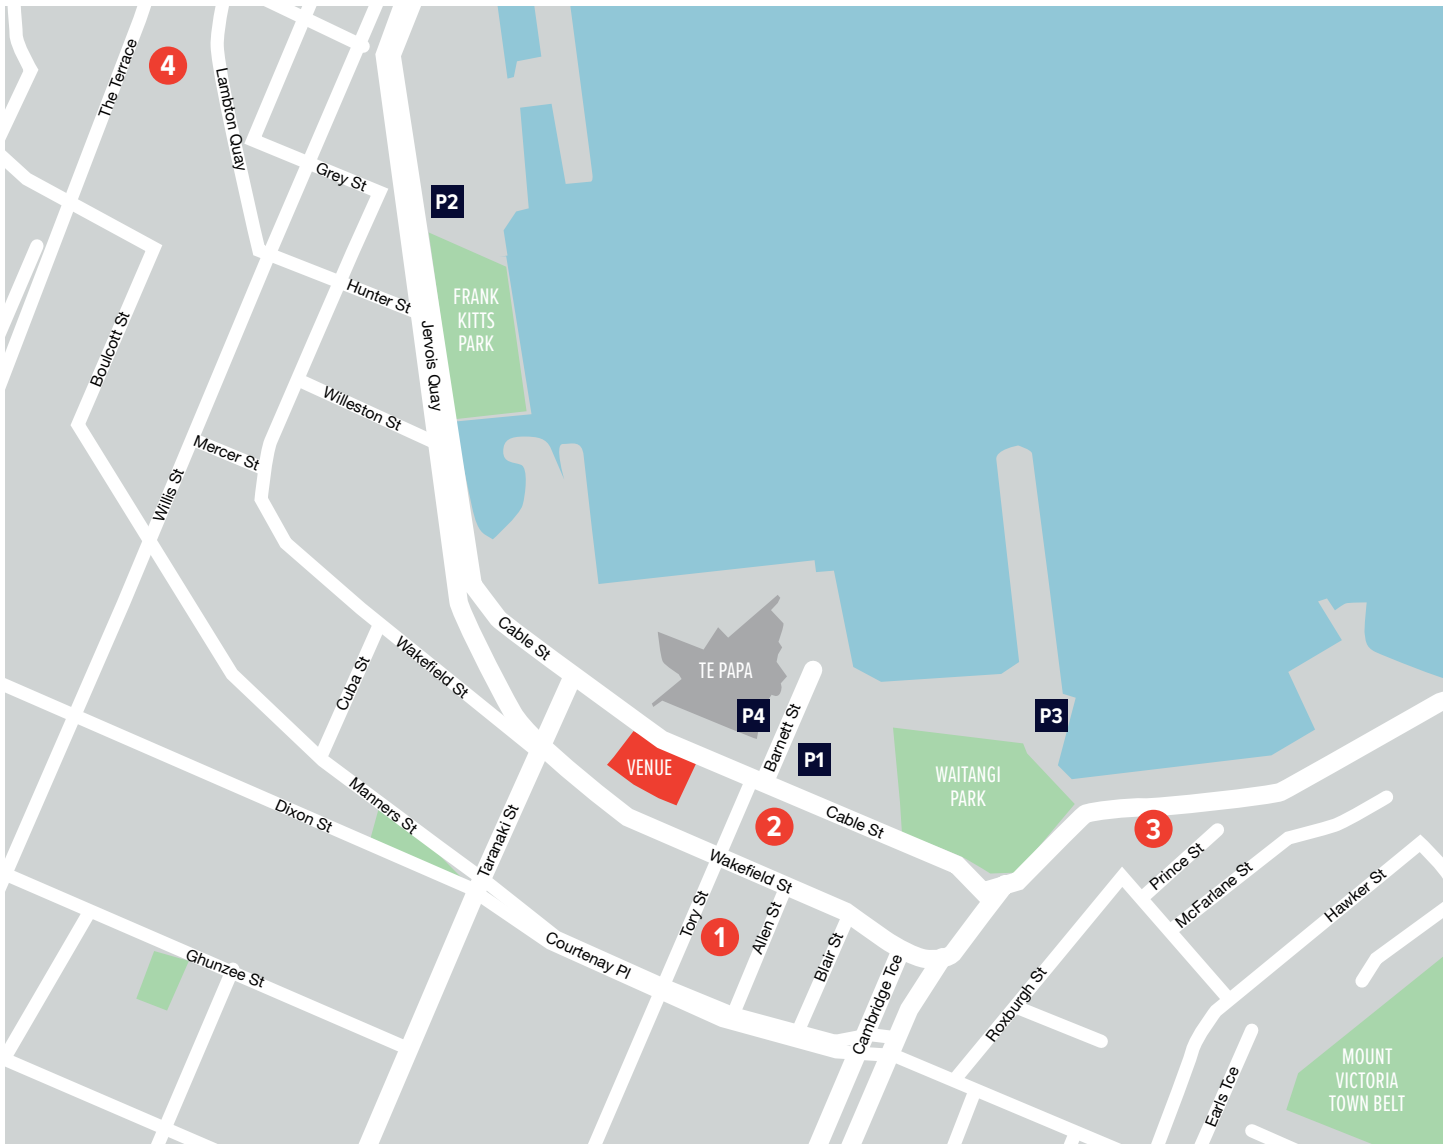 4
The Terrace
Lambton Quay
Grey St
P2
FRANK
KITTS
PARK
Hunter St
Jervois Quay
Boulcott St
Willeston St
Mercer St
Willis St
Cable St
Wakefield St
Cuba St
TE PAPA
P4
Barnett St
P3
P1
VENUE
WAITANGI
PARK
Manners St
Dixon St
Taranaki St
2
Cable St
3
Prince St
McFarlane St
Hawker St
Wakefield St
Tory St
1
Allen St
Blair St
Courtenay Pl
Ghunzee St
Cambridge Tce
Roxburgh St
Earls Tce
MOUNT
VICTORIA
TOWN BELT